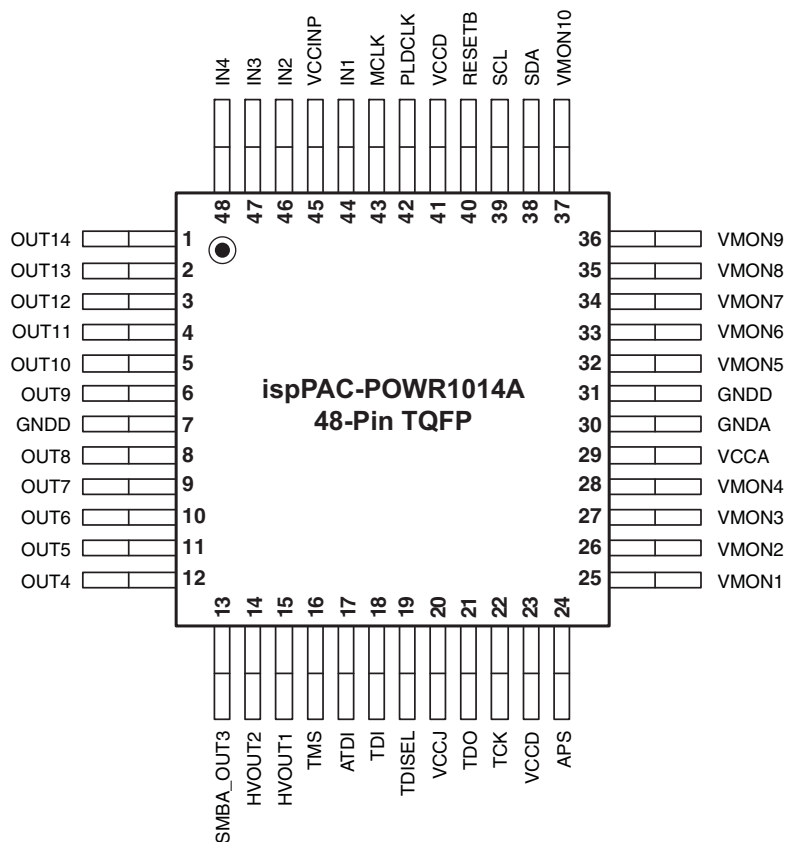 IN4
IN3
IN2
VCCINP
IN1
MCLK
PLDCLK
VCCD
RESETB
SCL
SDA
VMON10
48
47
46
45
44
43
42
41
40
39
38
37
OUT14 1
OUT13 2
OUT12 3
OUT11 4
OUT10 5
OUT9 6
GNDD 7
OUT8 8
OUT7 9
OUT6 10
OUT5 11
OUT4 12
ispPAC-POWR1014A
48-Pin TQFP
36 VMON9
35 VMON8
34 VMON7
33 VMON6
32 VMON5
31 GNDD
30 GNDA
29 VCCA
28 VMON4
27 VMON3
26 VMON2
25 VMON1
13
14
15
16
17
18
19
20
21
22
23
24
SMBA_OUT3
HVOUT2
HVOUT1
TMS
ATDI
TDI
TDISEL
VCCJ
TDO
TCK
VCCD
APS